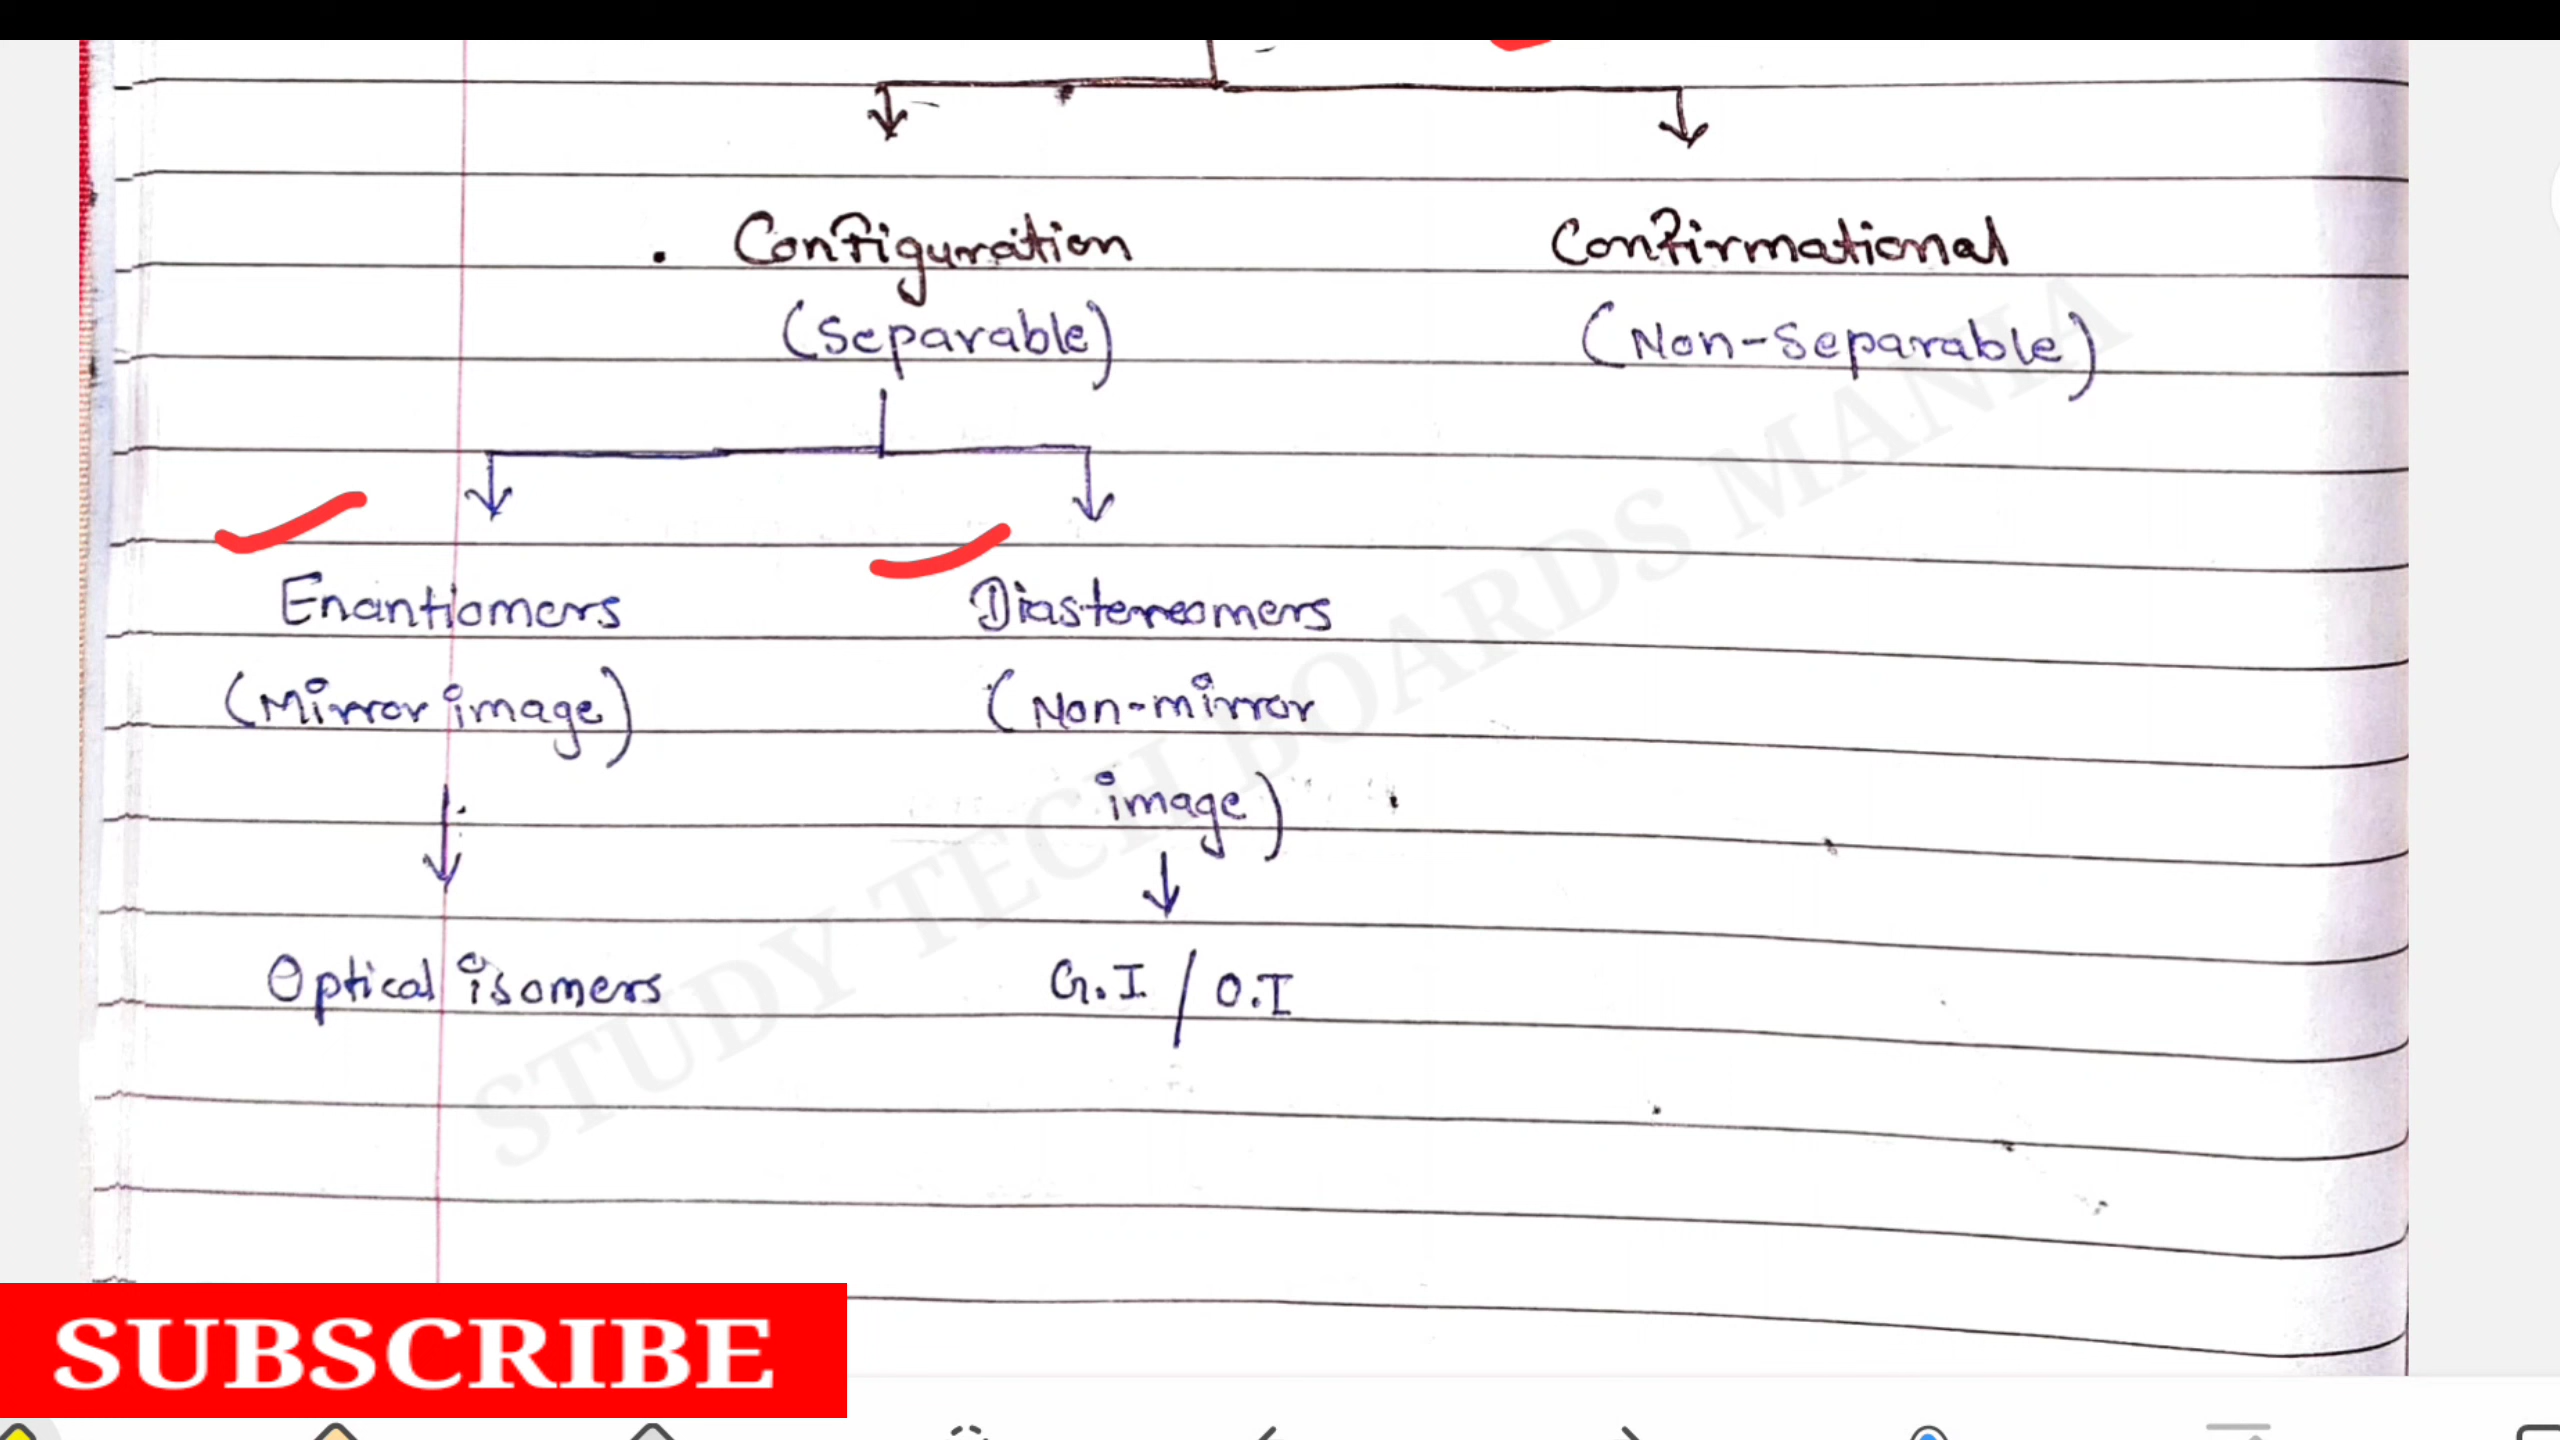 Configuration Confirmational
(Separable) (Non-Separable)
Enantiomers Diastereomers
(Mirror image) (Non-mirror
image)
Optical isomers G.I / O.I
STUDY TECH BOARDS MANIA
SUBSCRIBE